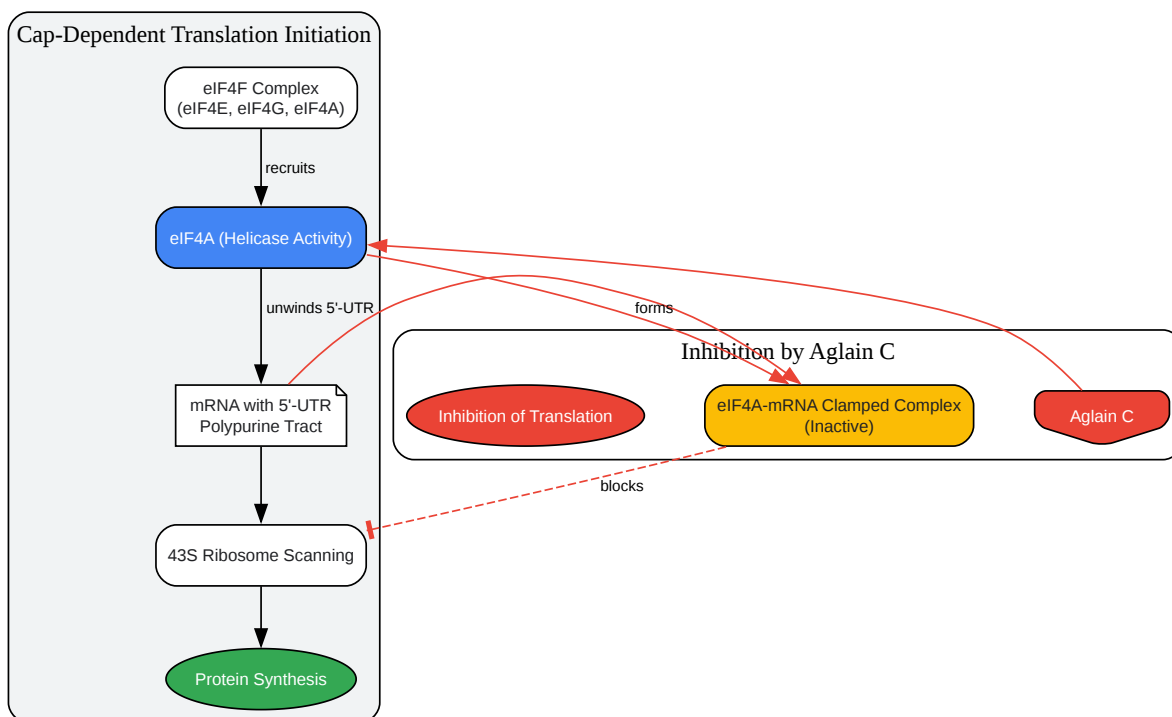 Cap-Dependent Translation Initiation
eIF4F Complex
(eIF4E, eIF4G, eIF4A)
recruits
eIF4A (Helicase Activity)
unwinds 5'-UTR
forms
Inhibition by Aglain C
mRNA with 5'-UTR
Polypurine Tract
Inhibition of Translation
eIF4A-mRNA Clamped Complex
(Inactive)
Aglain C
blocks
43S Ribosome Scanning
Protein Synthesis